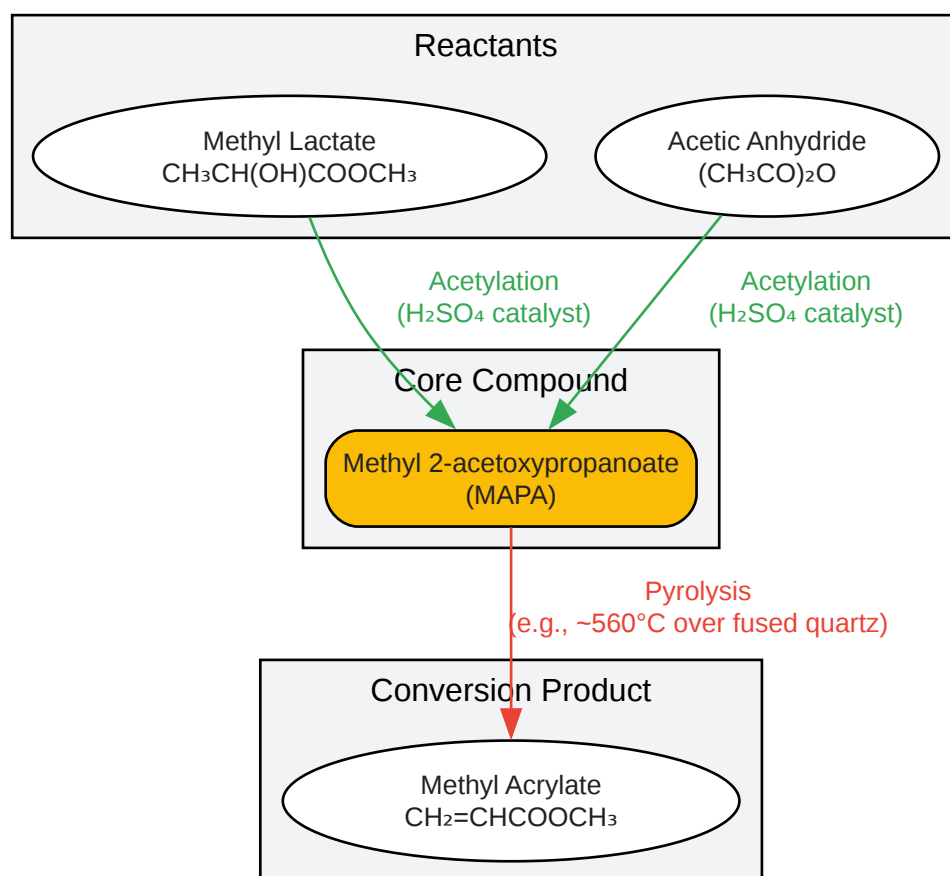 Reactants
Methyl Lactate
CH₃CH(OH)COOCH₃
Acetic Anhydride
(CH₃CO)₂O
Acetylation
(H₂SO₄ catalyst)
Acetylation
(H₂SO₄ catalyst)
Core Compound
Methyl 2-acetoxypropanoate
(MAPA)
Pyrolysis
(e.g., ~560°C over fused quartz)
Conversion Product
Methyl Acrylate
CH₂=CHCOOCH₃